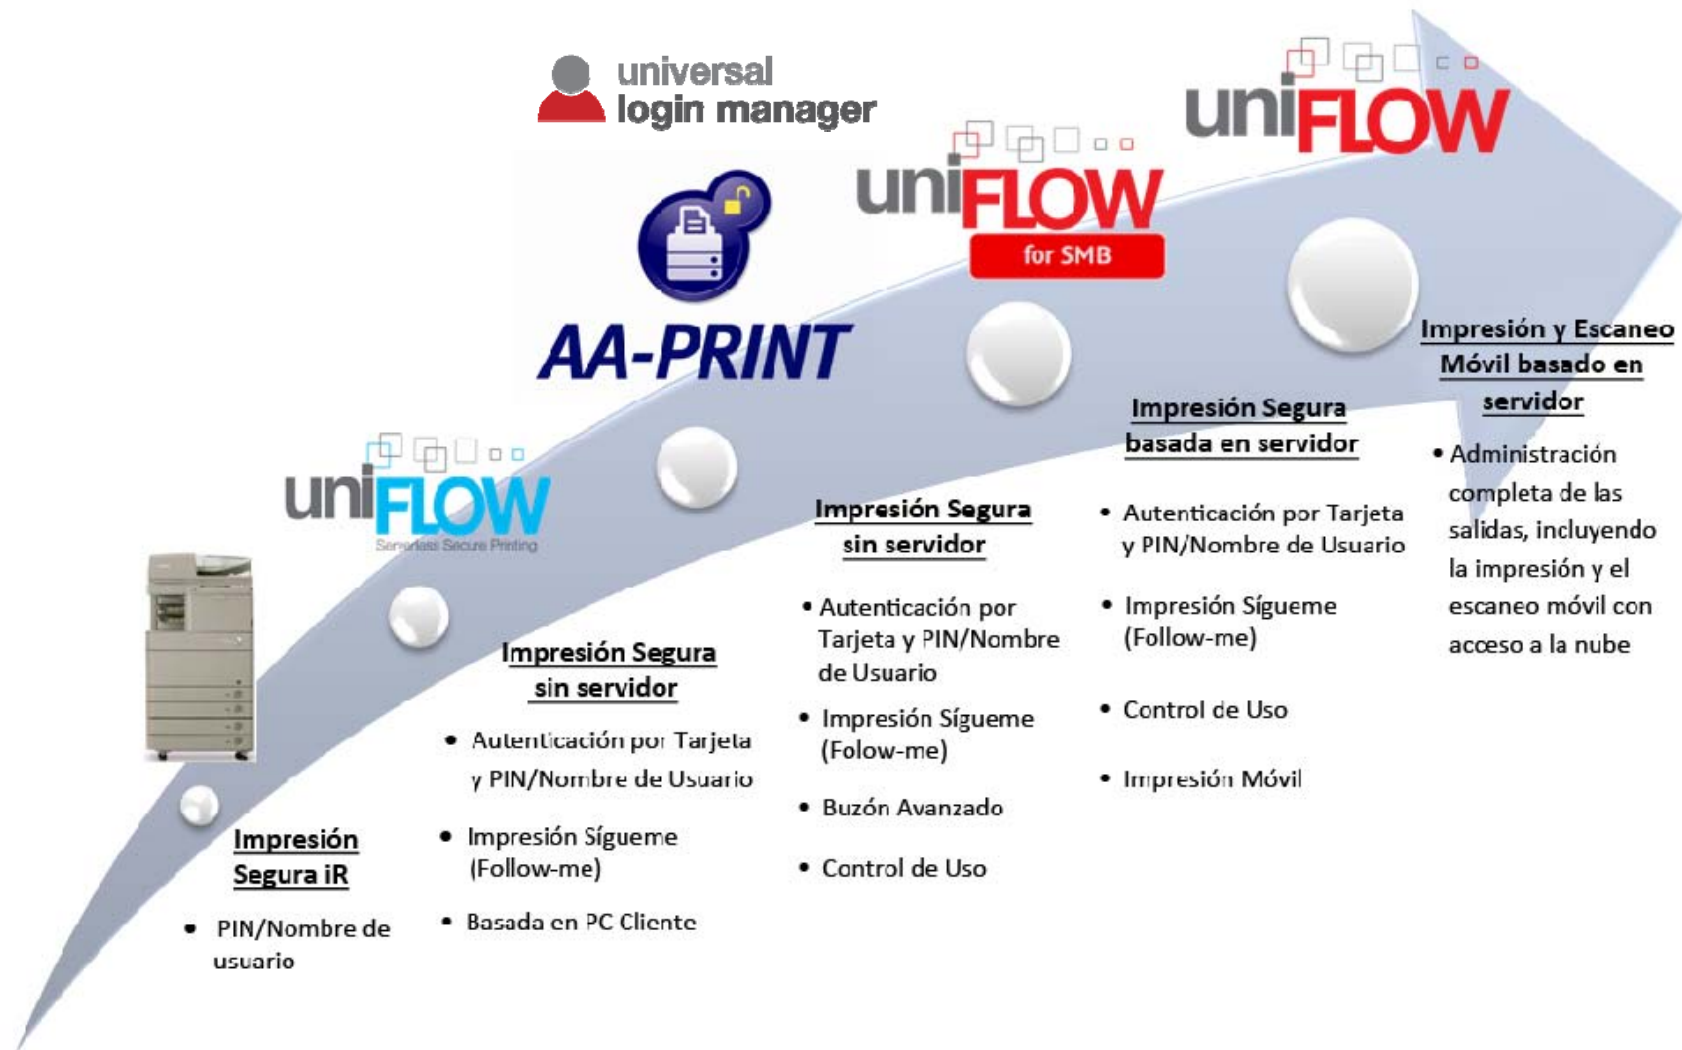 universal
login manager
AA-PRINT
uniFLOW
for SMB
uniFLOW
uniFLOW
Serverless Secure Printing
Impresión
Segura iR
• PIN/Nombre de
usuario
Impresión Segura
sin servidor
• Autenticación por Tarjeta
y PIN/Nombre de Usuario
• Impresión Sígueme
(Follow-me)
• Basada en PC Cliente
Impresión Segura
sin servidor
• Autenticación por
Tarjeta y PIN/Nombre
de Usuario
• Impresión Sígueme
(Folow-me)
• Buzón Avanzado
• Control de Uso
Impresión Segura
basada en servidor
• Autenticación por Tarjeta
y PIN/Nombre de Usuario
• Impresión Sígueme
(Follow-me)
• Control de Uso
• Impresión Móvil
Impresión y Escaneo
Móvil basado en
servidor
• Administración
completa de las
salidas, incluyendo
la impresión y el
escaneo móvil con
acceso a la nube